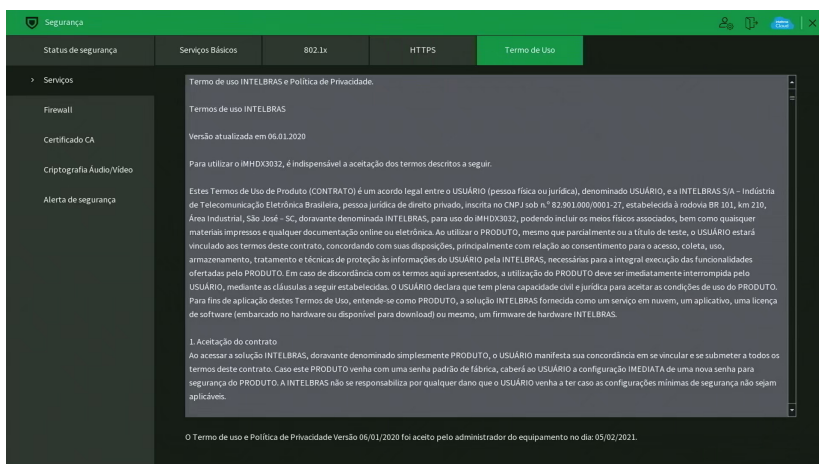 Segurança
Cloud
Status de segurança
Serviços Básicos
802.1x
HTTPS
Termo de Uso
Serviços
Firewall
Certificado CA
Criptografia Áudio/Vídeo
Alerta de segurança
Termo de uso INTELBRAS e Política de Privacidade.
Termos de uso INTELBRAS
Versão atualizada em 06.01.2020
Para utilizar o iMHDX3032, é indispensável a aceitação dos termos descritos a seguir.
Estes Termos de Uso de Produto (CONTRATO) é um acordo legal entre o USUÁRIO (pessoa física ou jurídica), denominado USUÁRIO, e a INTELBRAS S/A – Indústria
de Telecomunicação Eletrônica Brasileira, pessoa jurídica de direito privado, inscrita no CNPJ sob n.º 82.901.000/0001-27, estabelecida à rodovia BR 101, km 210,
Área Industrial, São José – SC, doravante denominada INTELBRAS, para uso do iMHDX3032, podendo incluir os meios físicos associados, bem como quaisquer
materiais impressos e qualquer documentação online ou eletrônica. Ao utilizar o PRODUTO, mesmo que parcialmente ou a título de teste, o USUÁRIO estará
vinculado aos termos deste contrato, concordando com suas disposições, principalmente com relação ao consentimento para o acesso, coleta, uso,
armazenamento, tratamento e técnicas de proteção às informações do USUÁRIO pela INTELBRAS, necessárias para a integral execução das funcionalidades
ofertadas pelo PRODUTO. Em caso de discordância com os termos aqui apresentados, a utilização do PRODUTO deve ser imediatamente interrompida pelo
USUÁRIO, mediante as cláusulas a seguir estabelecidas. O USUÁRIO declara que tem plena capacidade civil e jurídica para aceitar as condições de uso do PRODUTO.
Para fins de aplicação destes Termos de Uso, entende-se como PRODUTO, a solução INTELBRAS fornecida como um serviço em nuvem, um aplicativo, uma licença
de software (embarcado no hardware ou disponível para download) ou mesmo, um firmware de hardware INTELBRAS.
1. Aceitação do contrato
Ao acessar a solução INTELBRAS, doravante denominado simplesmente PRODUTO, o USUÁRIO manifesta sua concordância em se vincular e se submeter a todos os
termos deste contrato. Caso este PRODUTO venha com uma senha padrão de fábrica, caberá ao USUÁRIO a configuração IMEDIATA de uma nova senha para
segurança do PRODUTO. A INTELBRAS não se responsabiliza por qualquer dano que o USUÁRIO venha a ter caso as configurações mínimas de segurança não sejam
aplicáveis.
O Termo de uso e Política de Privacidade Versão 06/01/2020 foi aceito pelo administrador do equipamento no dia: 05/02/2021.